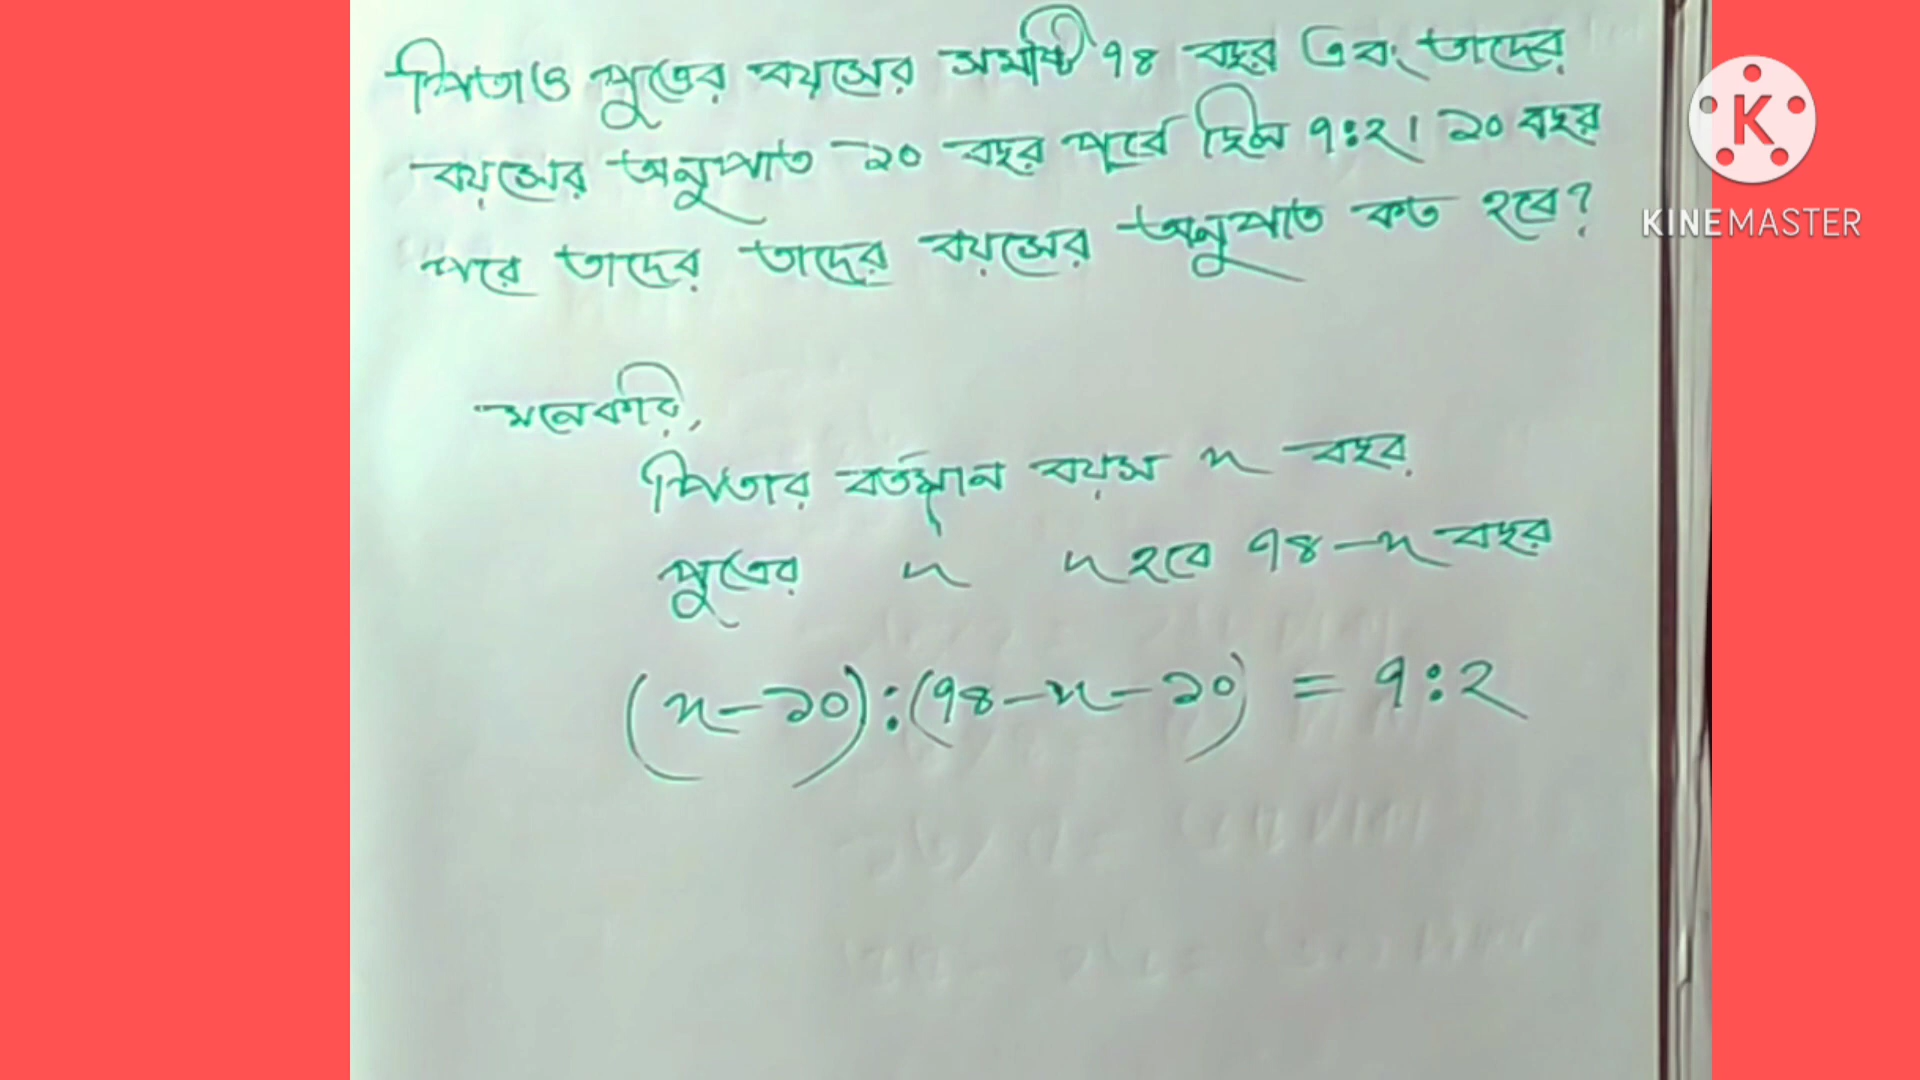 পিতাও পুত্রের বয়সের সমষ্টি ৭৪ বছর এবং তাদের
বয়সের অনুপাত ১০ বছর পূর্বে ছিল ৭:২। ১০ বছর
পরে তাদের তাদের বয়সের অনুপাত কত হবে?
K
KINEMASTER
মনেকরি,
পিতার বর্তমান বয়স x বছর
পুত্রের " " হবে ৭৪-x বছর
(x-১০):(৭৪-x-১০) = ৭:২